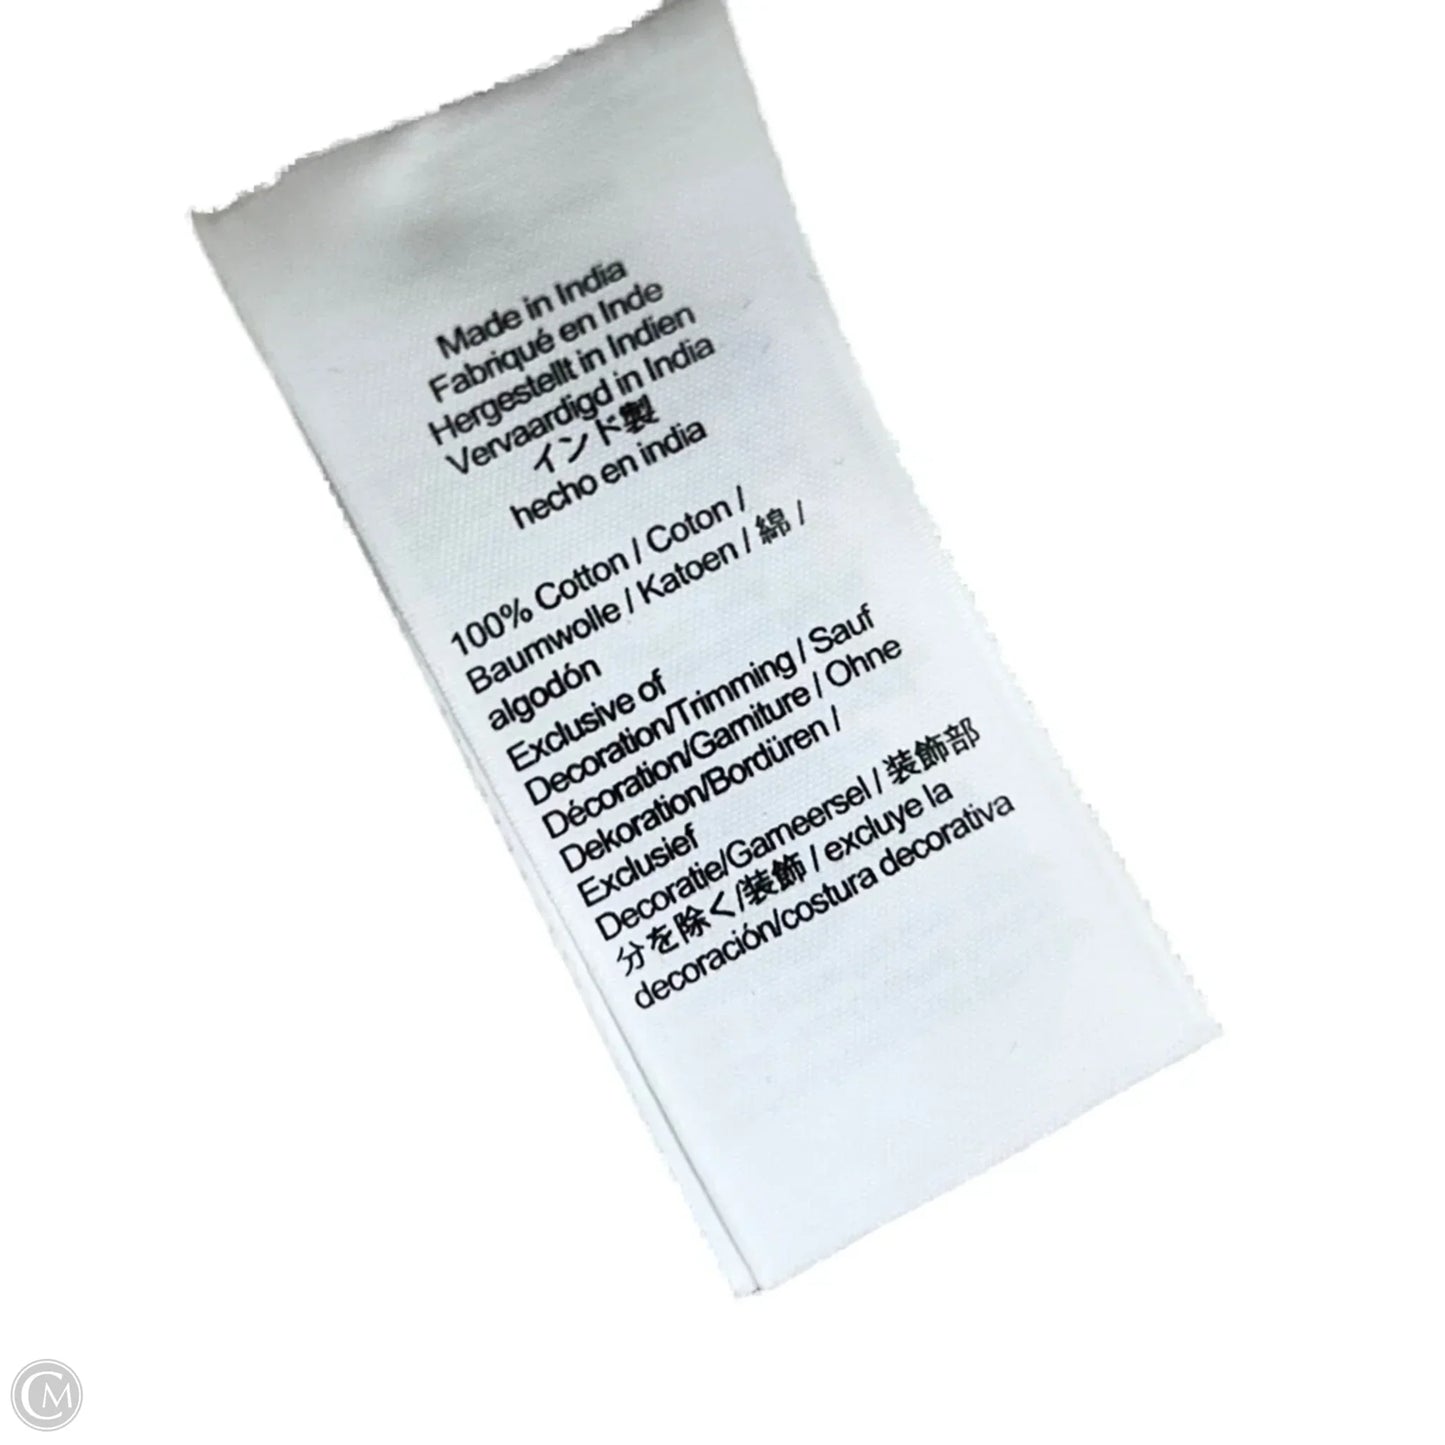 Made in India
Fabriqué en Inde
Hergestellt in Indien
Vervaardigd in India
インド製
hecho en india
100% Cotton / Coton /
Baumwolle / Katoen / 綿 /
algodón
Exclusive of
Decoration/Trimming / Sauf
Décoration/Garniture / Ohne
Dekoration/Bordüren /
Exclusief
Decoratie/Garneersel / 装飾部
分を除く/装飾 / excluye la
decoración/costura decorativa
CM